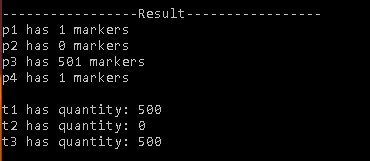 -----------------Result-----------------
p1 has 1 markers
p2 has 0 markers
p3 has 501 markers
p4 has 1 markers
t1 has quantity: 500
t2 has quantity: 0
t3 has quantity: 500